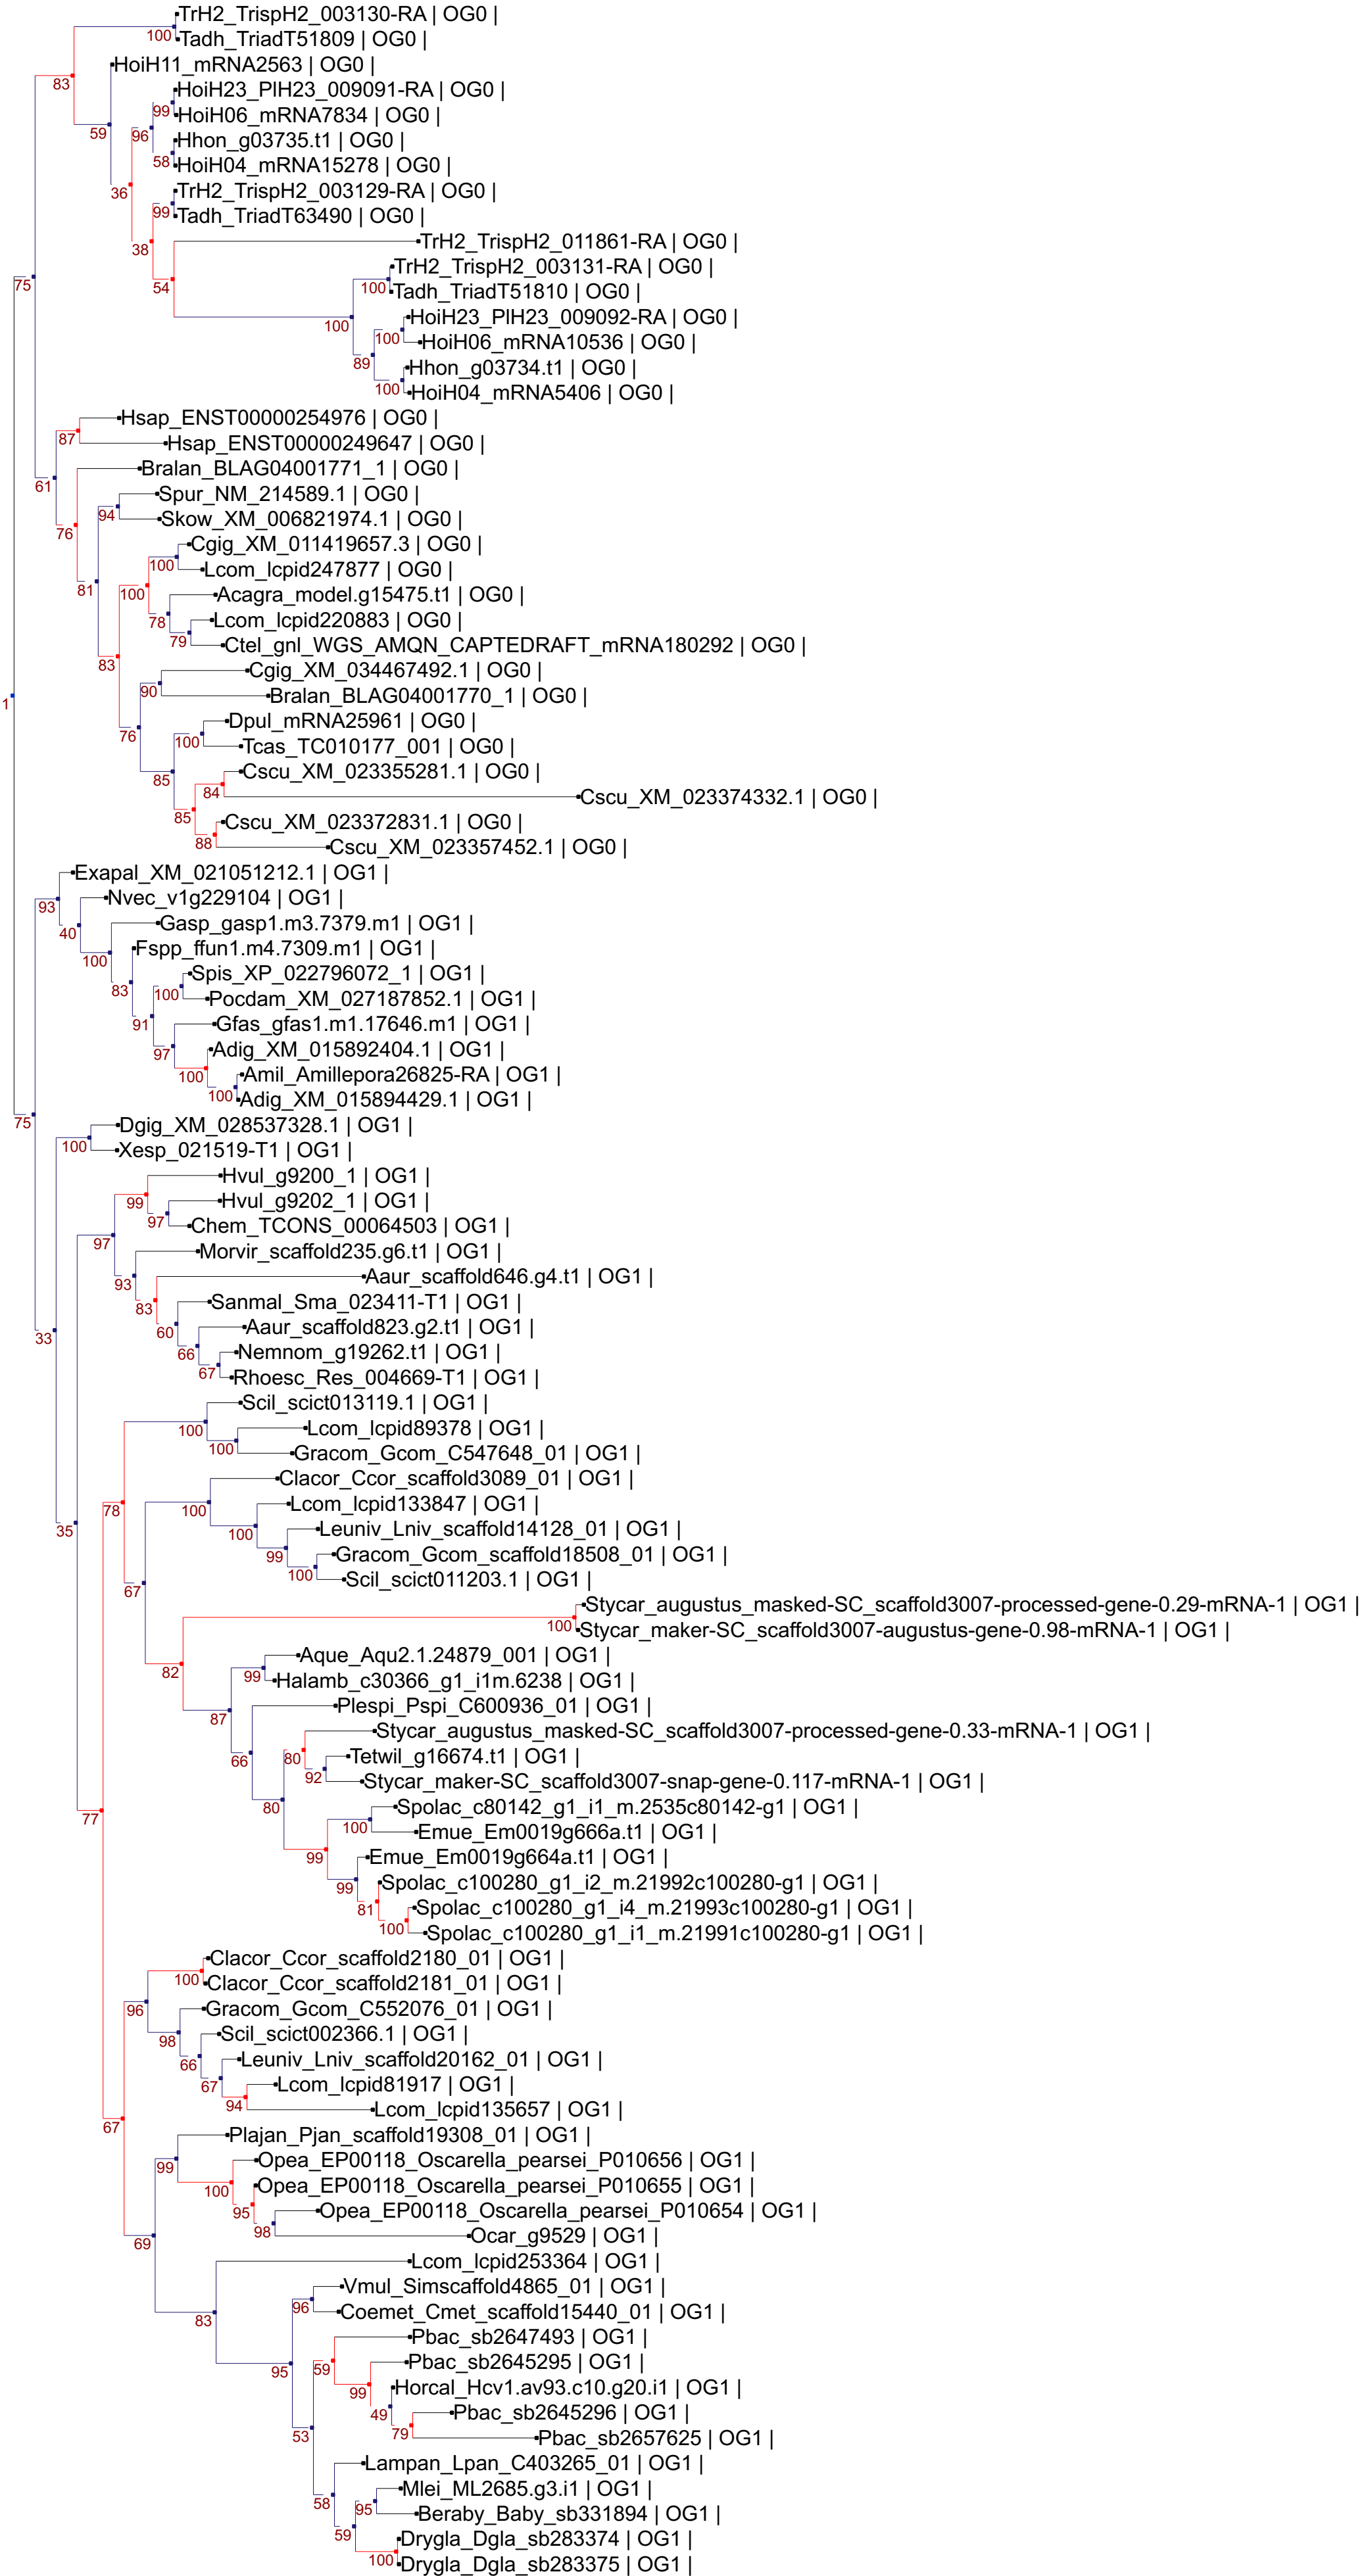 TrH2_TrispH2_003130-RA | OG0 |
100
Tadh_TriadT51809 | OG0 |
HoiH11_mRNA2563 | OG0 |
83
HoiH23_PlH23_009091-RA | OG0 |
99
HoiH06_mRNA7834 | OG0 |
59
96
Hhon_g03735.t1 | OG0 |
58
HoiH04_mRNA15278 | OG0 |
36
TrH2_TrispH2_003129-RA | OG0 |
99
Tadh_TriadT63490 | OG0 |
38
TrH2_TrispH2_011861-RA | OG0 |
TrH2_TrispH2_003131-RA | OG0 |
75
54
100
Tadh_TriadT51810 | OG0 |
HoiH23_PlH23_009092-RA | OG0 |
100
100
HoiH06_mRNA10536 | OG0 |
89
Hhon_g03734.t1 | OG0 |
100
HoiH04_mRNA5406 | OG0 |
Hsap_ENST00000254976 | OG0 |
87
Hsap_ENST00000249647 | OG0 |
Bralan_BLAG04001771_1 | OG0 |
61
Spur_NM_214589.1 | OG0 |
94
Skow_XM_006821974.1 | OG0 |
76
Cgig_XM_011419657.3 | OG0 |
100
Lcom_lcpid247877 | OG0 |
81
100
Acagra_model.g15475.t1 | OG0 |
78
Lcom_lcpid220883 | OG0 |
79
Ctel_gnl_WGS_AMQN_CAPTEDRAFT_mRNA180292 | OG0 |
83
Cgig_XM_034467492.1 | OG0 |
90
1
Bralan_BLAG04001770_1 | OG0 |
Dpul_mRNA25961 | OG0 |
76
100
Tcas_TC010177_001 | OG0 |
Cscu_XM_023355281.1 | OG0 |
85
84
Cscu_XM_023374332.1 | OG0 |
85
Cscu_XM_023372831.1 | OG0 |
88
Cscu_XM_023357452.1 | OG0 |
Exapal_XM_021051212.1 | OG1 |
93
Nvec_v1g229104 | OG1 |
40
Gasp_gasp1.m3.7379.m1 | OG1 |
100
Fspp_ffun1.m4.7309.m1 | OG1 |
83
Spis_XP_022796072_1 | OG1 |
100
Pocdam_XM_027187852.1 | OG1 |
91
Gfas_gfas1.m1.17646.m1 | OG1 |
97
Adig_XM_015892404.1 | OG1 |
100
Amil_Amillepora26825-RA | OG1 |
100
Adig_XM_015894429.1 | OG1 |
75
Dgig_XM_028537328.1 | OG1 |
100
Xesp_021519-T1 | OG1 |
Hvul_g9200_1 | OG1 |
99
Hvul_g9202_1 | OG1 |
97
Chem_TCONS_00064503 | OG1 |
97
Morvir_scaffold235.g6.t1 | OG1 |
93
Aaur_scaffold646.g4.t1 | OG1 |
83
Sanmal_Sma_023411-T1 | OG1 |
33
60
Aaur_scaffold823.g2.t1 | OG1 |
66
Nemnom_g19262.t1 | OG1 |
67
Rhoesc_Res_004669-T1 | OG1 |
Scil_scict013119.1 | OG1 |
100
Lcom_lcpid89378 | OG1 |
100
Gracom_Gcom_C547648_01 | OG1 |
Clacor_Ccor_scaffold3089_01 | OG1 |
78
100
Lcom_lcpid133847 | OG1 |
35
100
Leuniv_Lniv_scaffold14128_01 | OG1 |
99
Gracom_Gcom_scaffold18508_01 | OG1 |
100
Scil_scict011203.1 | OG1 |
67
Stycar_augustus_masked-SC_scaffold3007-processed-gene-0.29-mRNA-1 | OG1 |
100
Stycar_maker-SC_scaffold3007-augustus-gene-0.98-mRNA-1 | OG1 |
Aque_Aqu2.1.24879_001 | OG1 |
82
99
Halamb_c30366_g1_i1m.6238 | OG1 |
Plespi_Pspi_C600936_01 | OG1 |
87
Stycar_augustus_masked-SC_scaffold3007-processed-gene-0.33-mRNA-1 | OG1 |
66
80
Tetwil_g16674.t1 | OG1 |
92
Stycar_maker-SC_scaffold3007-snap-gene-0.117-mRNA-1 | OG1 |
80
77
Spolac_c80142_g1_i1_m.2535c80142-g1 | OG1 |
100
Emue_Em0019g666a.t1 | OG1 |
99
Emue_Em0019g664a.t1 | OG1 |
99
Spolac_c100280_g1_i2_m.21992c100280-g1 | OG1 |
81
Spolac_c100280_g1_i4_m.21993c100280-g1 | OG1 |
100
Spolac_c100280_g1_i1_m.21991c100280-g1 | OG1 |
Clacor_Ccor_scaffold2180_01 | OG1 |
100
Clacor_Ccor_scaffold2181_01 | OG1 |
96
Gracom_Gcom_C552076_01 | OG1 |
98
Scil_scict002366.1 | OG1 |
66
Leuniv_Lniv_scaffold20162_01 | OG1 |
67
Lcom_lcpid81917 | OG1 |
94
Lcom_lcpid135657 | OG1 |
67
Plajan_Pjan_scaffold19308_01 | OG1 |
99
Opea_EP00118_Oscarella_pearsei_P010656 | OG1 |
100
Opea_EP00118_Oscarella_pearsei_P010655 | OG1 |
95
Opea_EP00118_Oscarella_pearsei_P010654 | OG1 |
98
Ocar_g9529 | OG1 |
69
Lcom_lcpid253364 | OG1 |
Vmul_Simscaffold4865_01 | OG1 |
96
83
Coemet_Cmet_scaffold15440_01 | OG1 |
Pbac_sb2647493 | OG1 |
95
59
Pbac_sb2645295 | OG1 |
99
Horcal_Hcv1.av93.c10.g20.i1 | OG1 |
49
Pbac_sb2645296 | OG1 |
53
79
Pbac_sb2657625 | OG1 |
Lampan_Lpan_C403265_01 | OG1 |
Mlei_ML2685.g3.i1 | OG1 |
58
95
Beraby_Baby_sb331894 | OG1 |
59
Drygla_Dgla_sb283374 | OG1 |
100
Drygla_Dgla_sb283375 | OG1 |